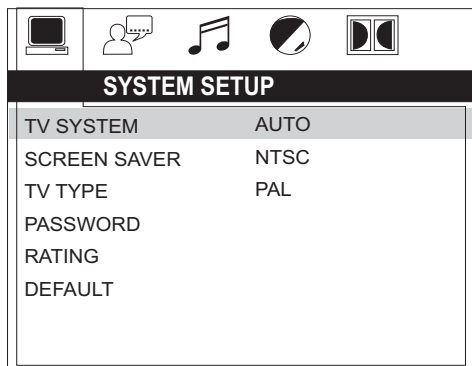 SYSTEM SETUP
TV SYSTEM AUTO
SCREEN SAVER NTSC
TV TYPE PAL
PASSWORD
RATING
DEFAULT